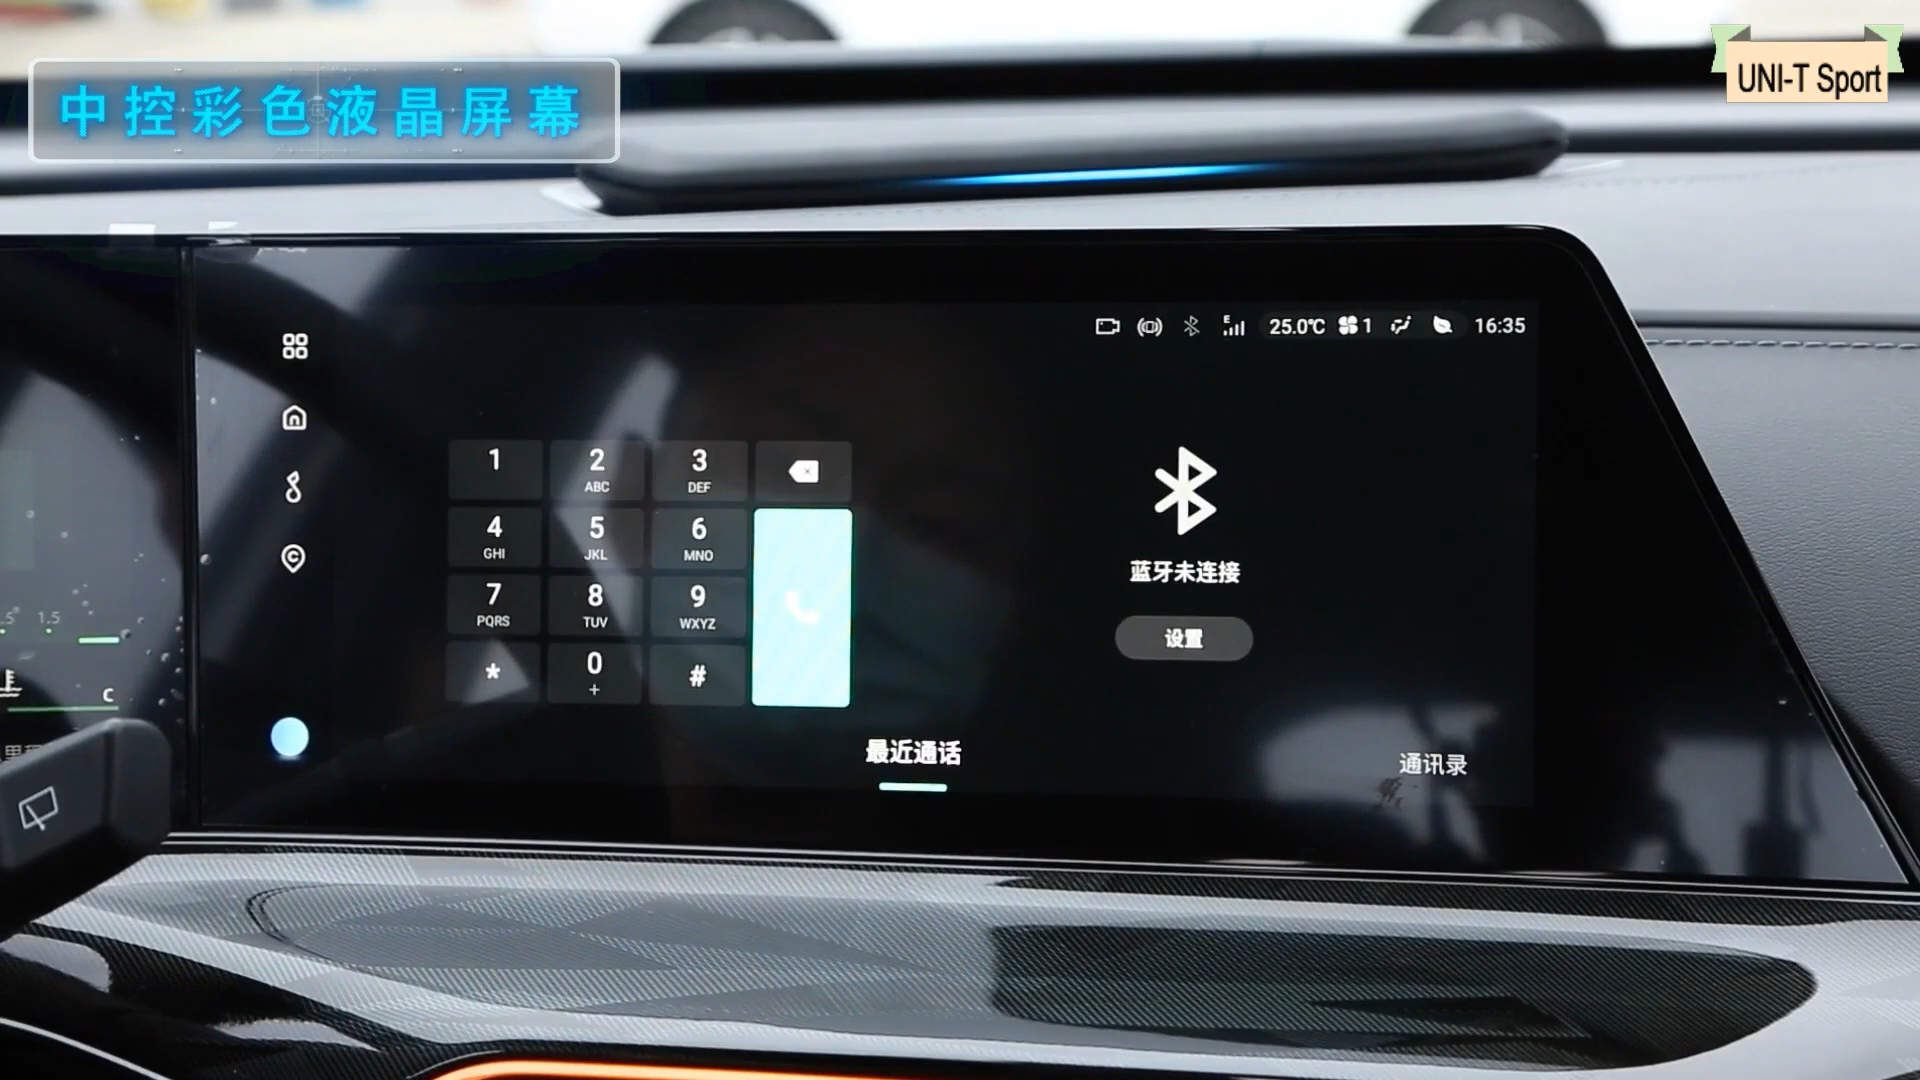 中控彩色液晶屏幕
UNI-T Sport
E
25.0℃ 1 16:35
1
2 ABC
3 DEF
4 GHI
5 JKL
6 MNO
7 PQRS
8 TUV
9 WXYZ
*
0 +
#
蓝牙未连接
设置
最近通话
通讯录
1.5
C